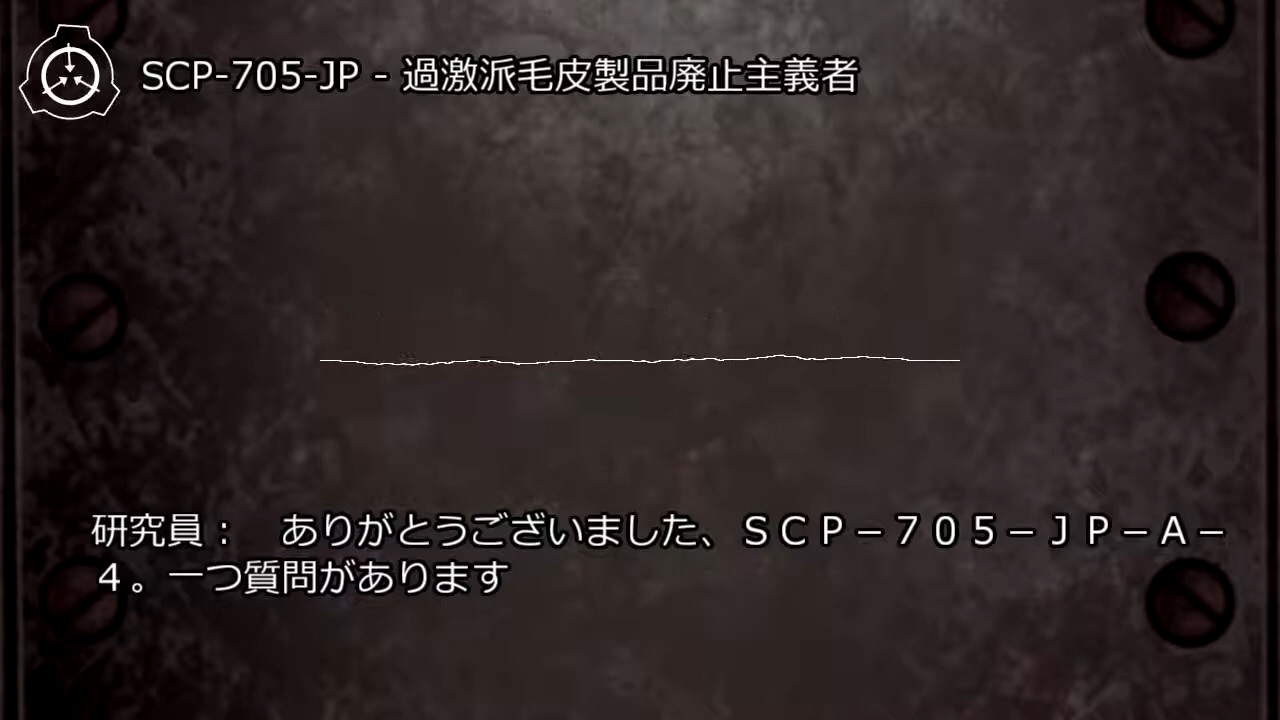 SCP-705-JP - 過激派毛皮製品廃止主義者
研究員：　ありがとうございました、ＳＣＰ－７０５－ＪＰ－Ａ－
４。一つ質問があります